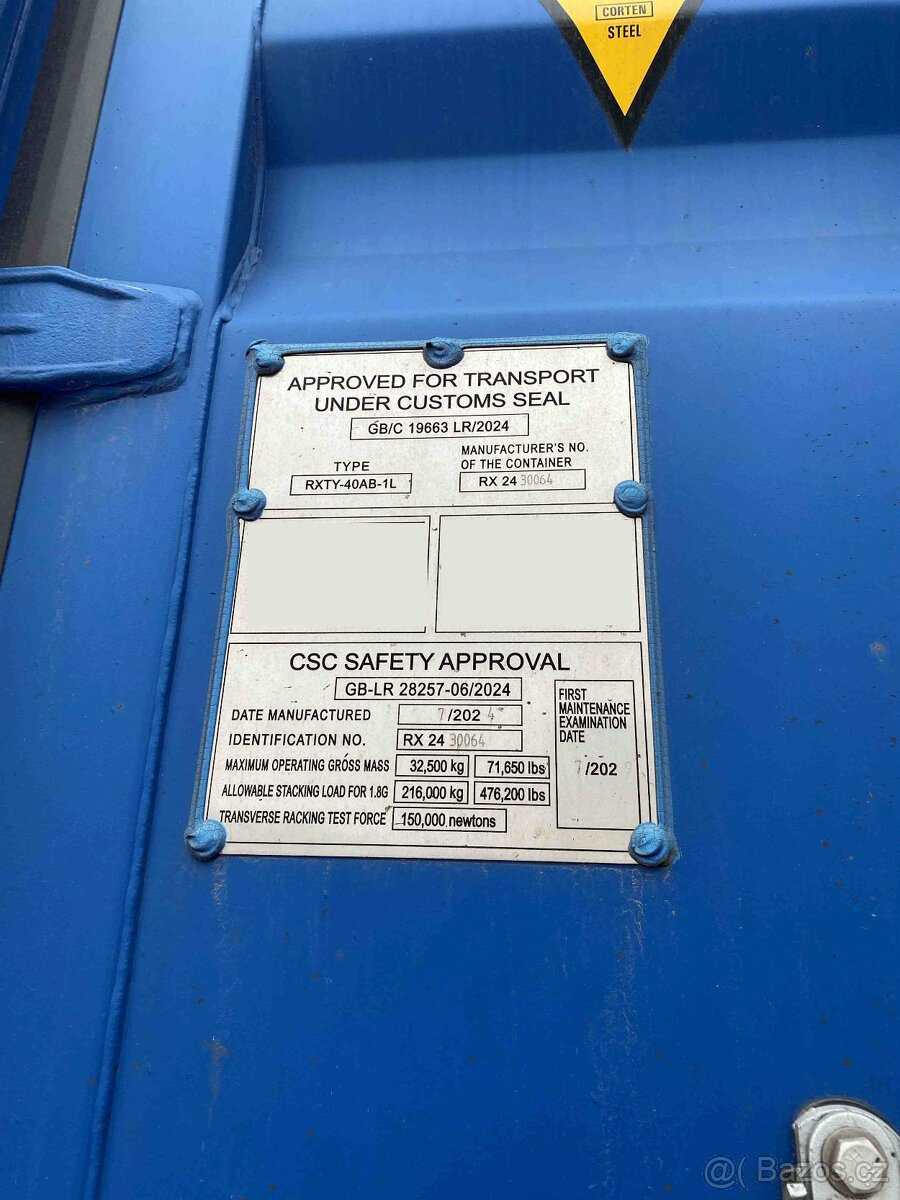 CORTEN
STEEL
APPROVED FOR TRANSPORT
UNDER CUSTOMS SEAL
GB/C 19663 LR/2024
TYPE
RXTY-40AB-1L
MANUFACTURER'S NO.
OF THE CONTAINER
RX 24 30064
CSC SAFETY APPROVAL
GB-LR 28257-06/2024
DATE MANUFACTURED 7/2024
IDENTIFICATION NO. RX 24 30064
MAXIMUM OPERATING GROSS MASS 32,500 kg 71,650 lbs
ALLOWABLE STACKING LOAD FOR 1.8G 216,000 kg 476,200 lbs
TRANSVERSE RACKING TEST FORCE 150,000 newtons
FIRST
MAINTENANCE
EXAMINATION
DATE
7/2029
@( Bazos.cz